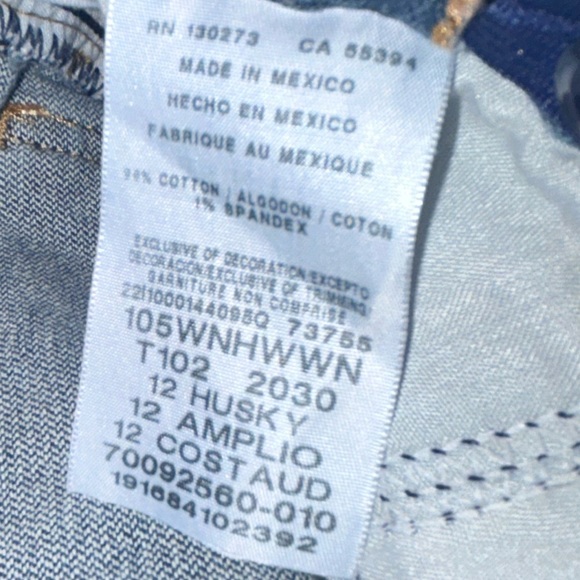 RN 130273 CA 55394
MADE IN MEXICO
HECHO EN MEXICO
FABRIQUE AU MEXIQUE
99% COTTON / ALGODON / COTON
1% SPANDEX
EXCLUSIVE OF DECORATION/EXCEPTO
DECORACION/EXCLUSIVE OF TRIMMING/
GARNITURE NON COMPRISE
22I1000144095Q 73755
105WNHWWN
T102 2030
12 HUSKY
12 AMPLIO
12 COSTAUD
70092560-010
191684102392